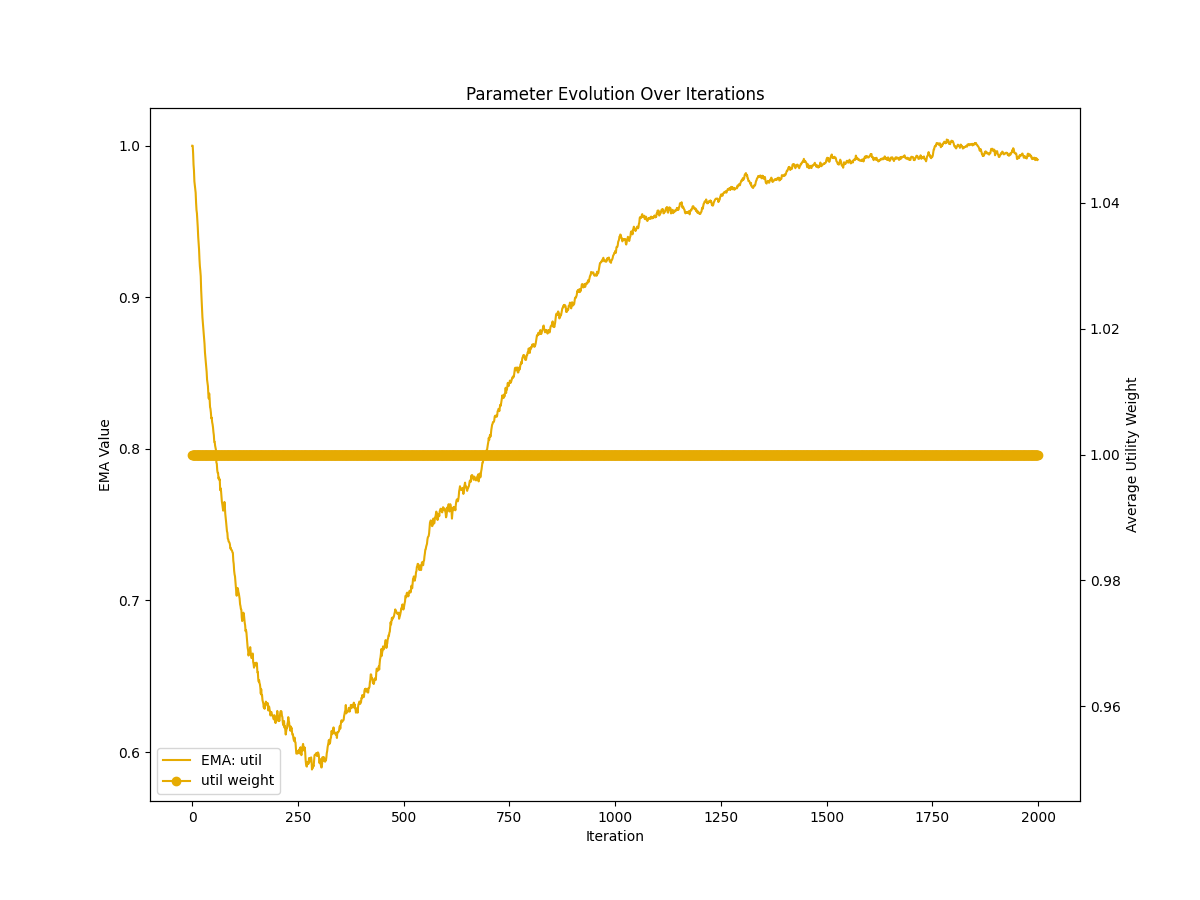 Parameter Evolution Over Iterations
1.0
0.9
0.8
0.7
0.6
EMA Value
1.04
1.02
1.00
0.98
0.96
Average Utility Weight
EMA: util
util weight
0 250 500 750 1000 1250 1500 1750 2000
Iteration